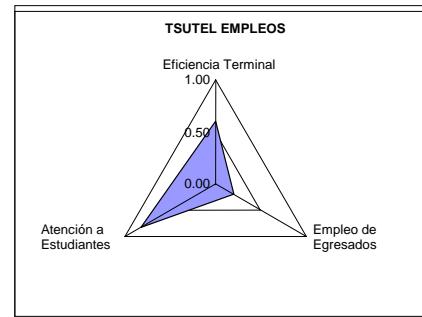 TSUTEL EMPLEOS
Eficiencia Terminal
1.00
0.50
0.00
Atención a
Estudiantes
Empleo de
Egresados